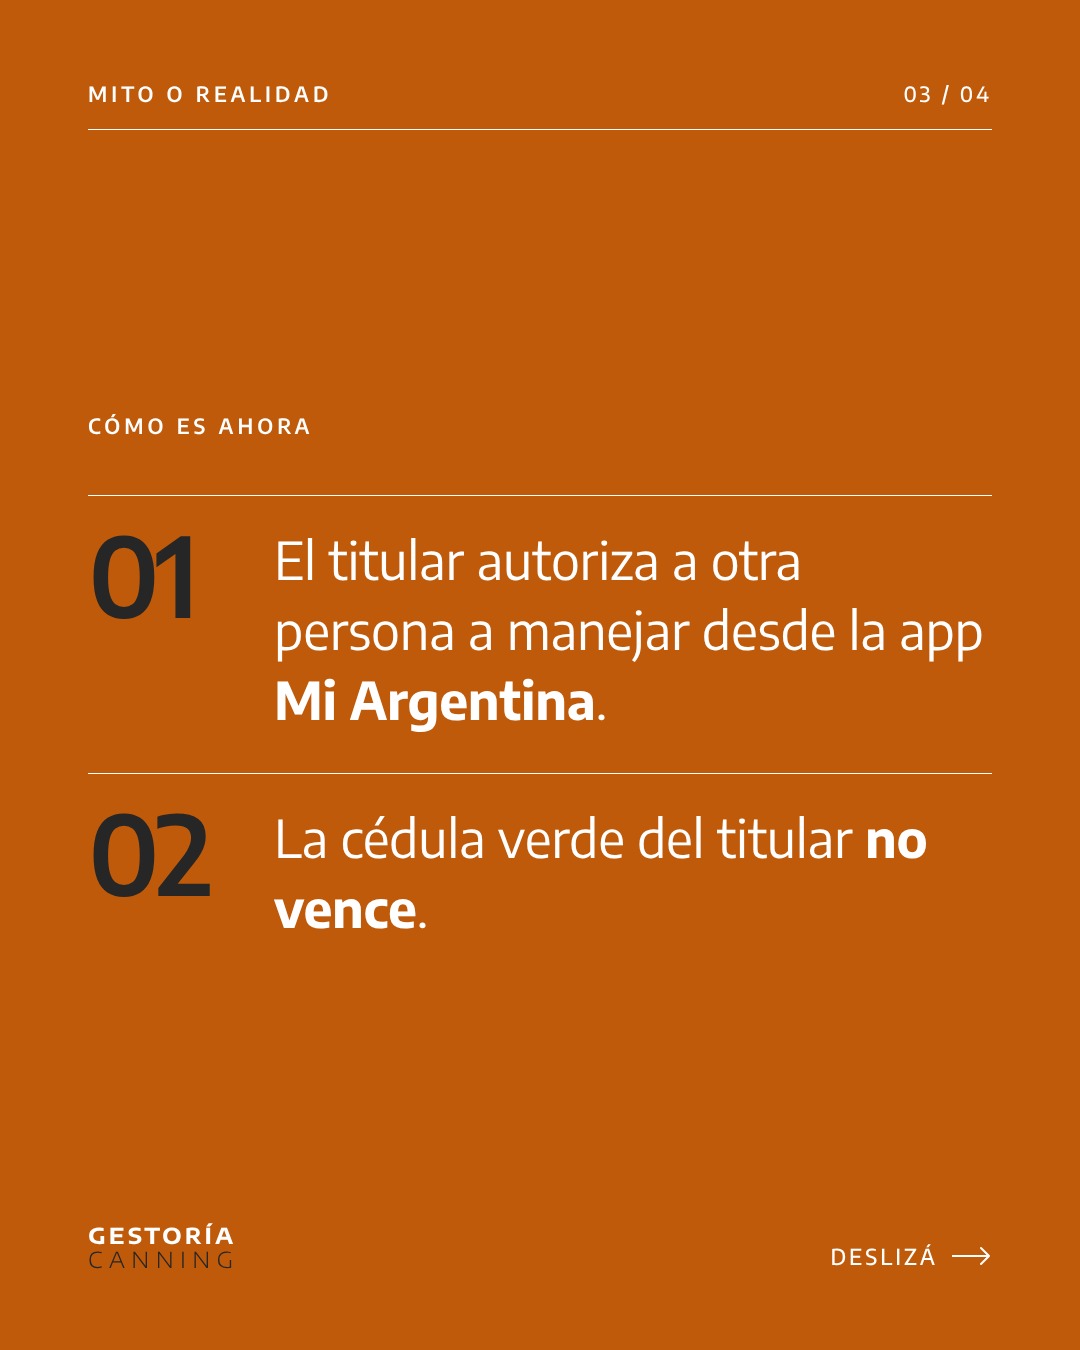 MITO O REALIDAD
03 / 04
CÓMO ES AHORA
01
El titular autoriza a otra
persona a manejar desde la app
Mi Argentina.
02
La cédula verde del titular no
vence.
GESTORÍA
CANNING
DESLIZÁ